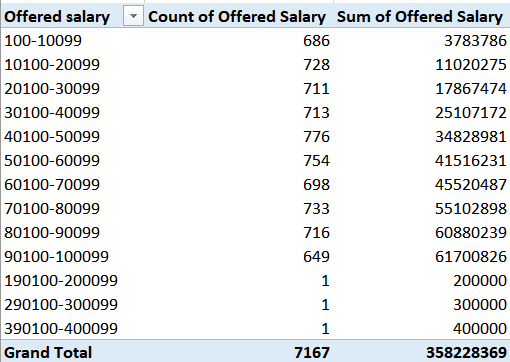 Offered salary Count of Offered Salary Sum of Offered Salary
100-10099 686 3783786
10100-20099 728 11020275
20100-30099 711 17867474
30100-40099 713 25107172
40100-50099 776 34828981
50100-60099 754 41516231
60100-70099 698 45520487
70100-80099 733 55102898
80100-90099 716 60880239
90100-100099 649 61700826
190100-200099 1 200000
290100-300099 1 300000
390100-400099 1 400000
Grand Total 7167 358228369